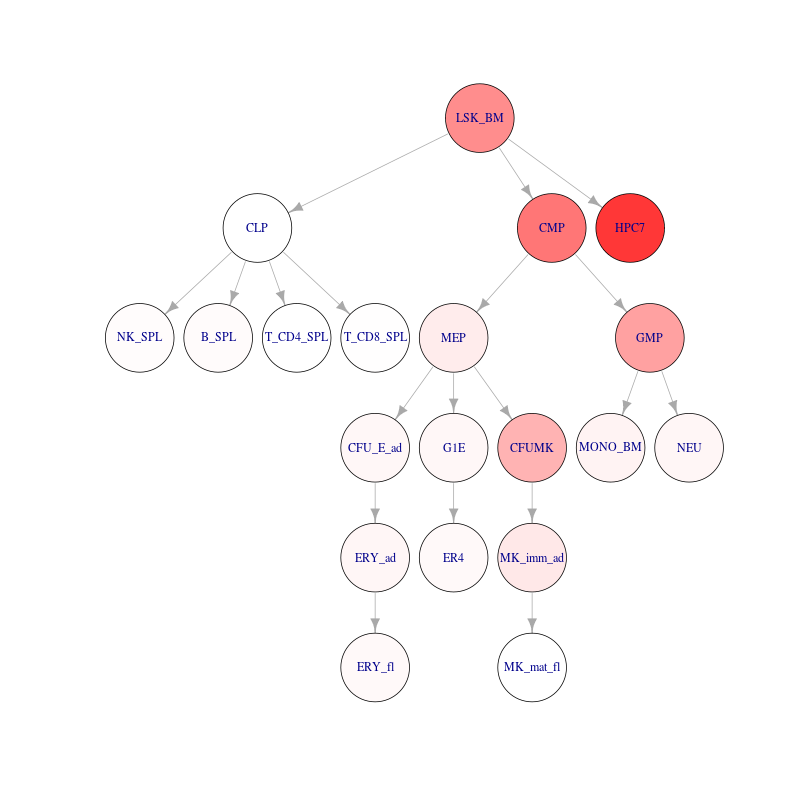 LSK_BM
CLP
CMP
HPC7
NK_SPL
B_SPL
T_CD4_SPL
T_CD8_SPL
MEP
GMP
CFU_E_ad
G1E
CFUMK
MONO_BM
NEU
ERY_ad
ER4
MK_imm_ad
ERY_fl
MK_mat_fl